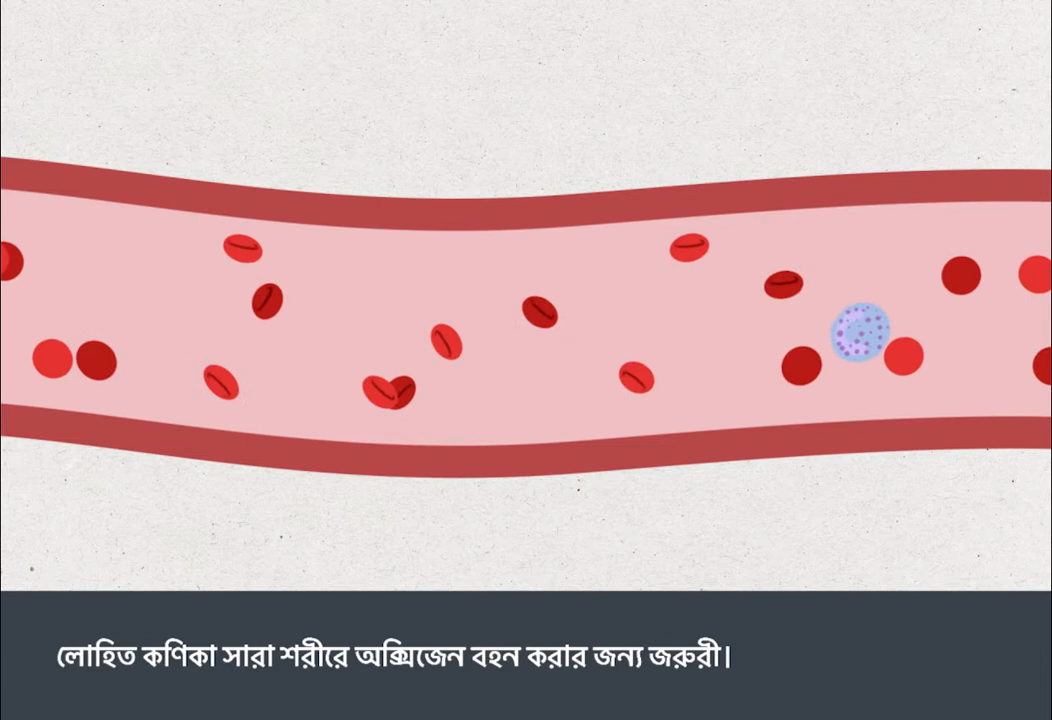 লোহিত কণিকা সারা শরীরে অক্সিজেন বহন করার জন্য জরুরী।